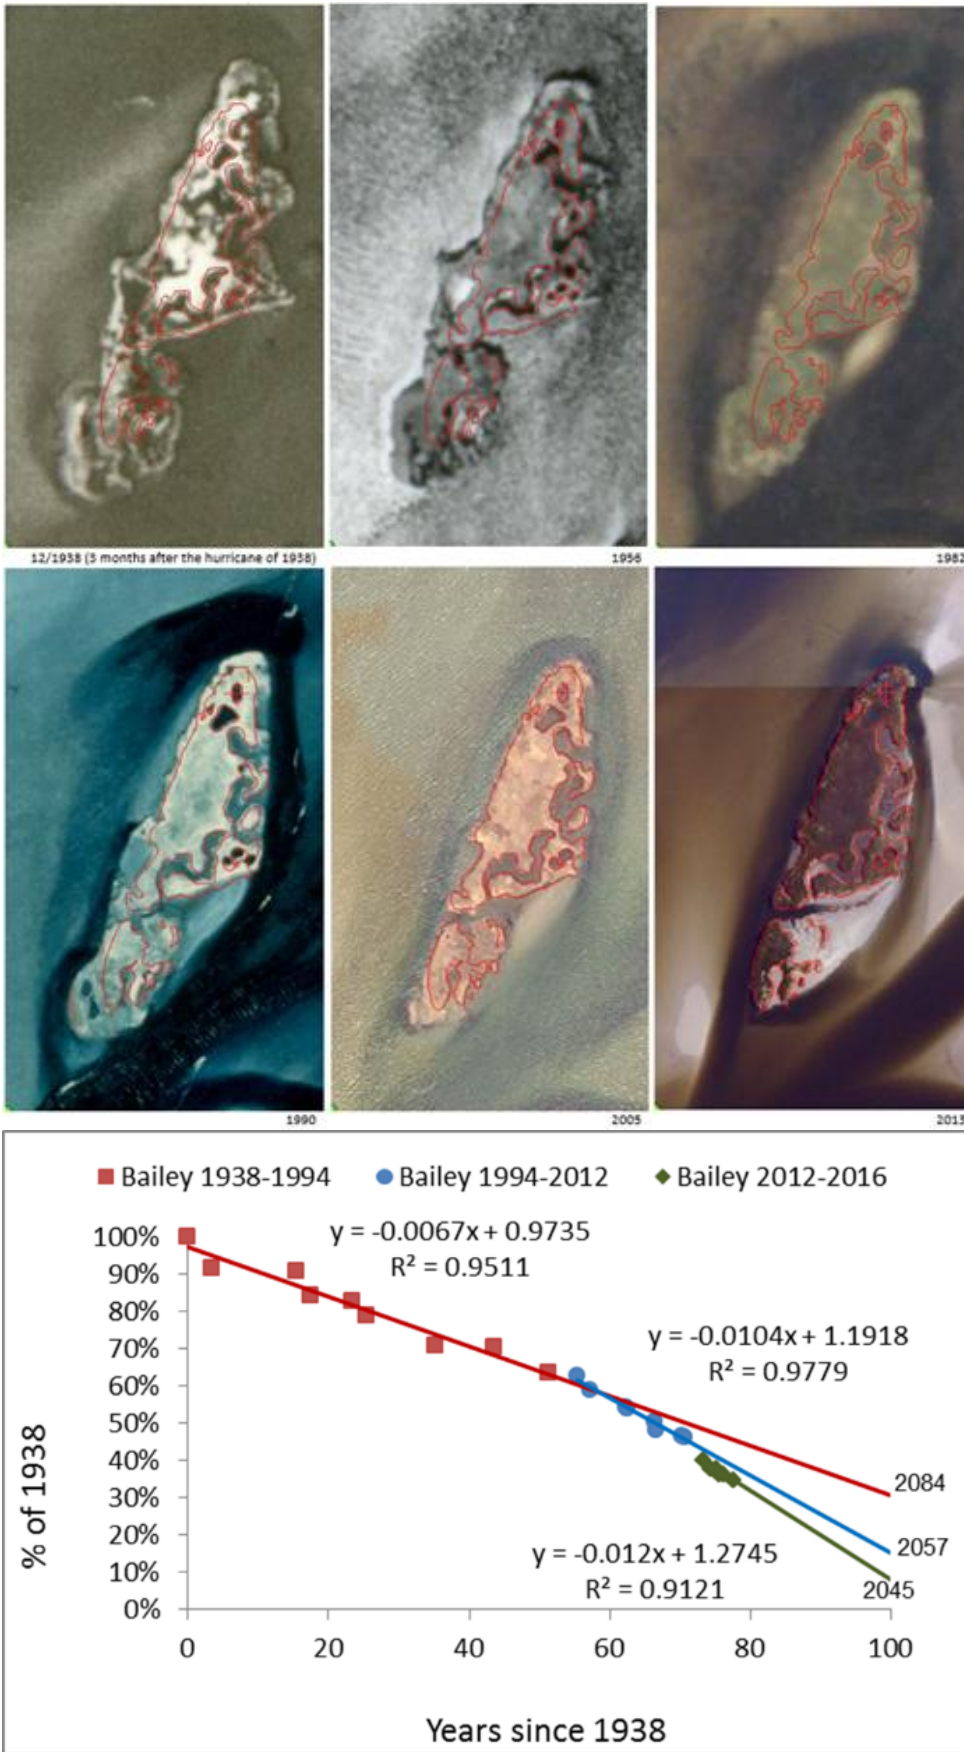 12/1938 (3 months after the hurricane of 1938)
1956
1982
1990
2005
2013
Bailey 1938-1994
Bailey 1994-2012
Bailey 2012-2016
y = -0.0067x + 0.9735
R² = 0.9511
y = -0.0104x + 1.1918
R² = 0.9779
y = -0.012x + 1.2745
R² = 0.9121
2084
2057
2045
% of 1938
100%
90%
80%
70%
60%
50%
40%
30%
20%
10%
0%
0 20 40 60 80 100
Years since 1938